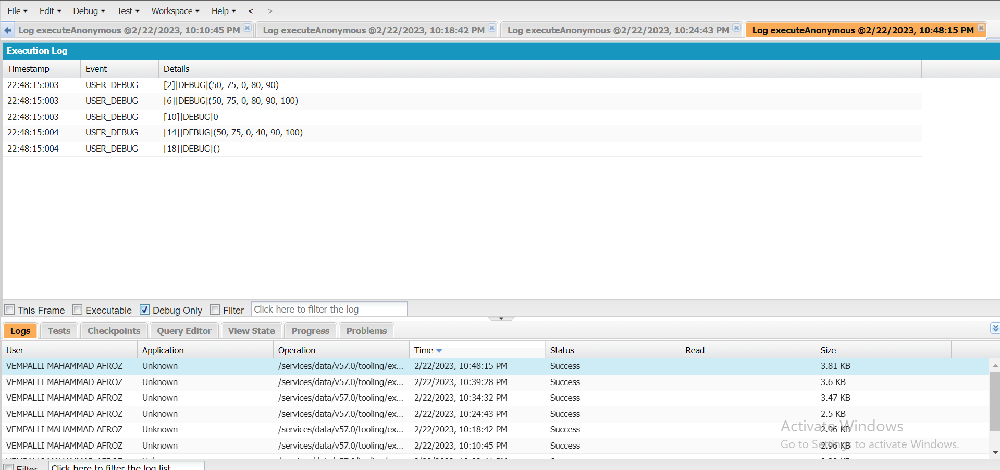 File Edit Debug Test Workspace Help < >
Log executeAnonymous @2/22/2023, 10:10:45 PM Log executeAnonymous @2/22/2023, 10:18:42 PM Log executeAnonymous @2/22/2023, 10:24:43 PM Log executeAnonymous @2/22/2023, 10:48:15 PM
Execution Log
Timestamp Event Details
22:48:15:003 USER_DEBUG [2]|DEBUG|(50, 75, 0, 80, 90)
22:48:15:003 USER_DEBUG [6]|DEBUG|(50, 75, 0, 80, 90, 100)
22:48:15:003 USER_DEBUG [10]|DEBUG|0
22:48:15:004 USER_DEBUG [14]|DEBUG|(50, 75, 0, 40, 90, 100)
22:48:15:004 USER_DEBUG [18]|DEBUG|()
This Frame Executable Debug Only Filter Click here to filter the log
Logs Tests Checkpoints Query Editor View State Progress Problems
User Application Operation Time Status Read Size
VEMPALLI MAHAMMAD AFROZ Unknown /services/data/v57.0/tooling/ex... 2/22/2023, 10:48:15 PM Success 3.81 KB
VEMPALLI MAHAMMAD AFROZ Unknown /services/data/v57.0/tooling/ex... 2/22/2023, 10:39:28 PM Success 3.6 KB
VEMPALLI MAHAMMAD AFROZ Unknown /services/data/v57.0/tooling/ex... 2/22/2023, 10:34:32 PM Success 3.47 KB
VEMPALLI MAHAMMAD AFROZ Unknown /services/data/v57.0/tooling/ex... 2/22/2023, 10:24:43 PM Success 2.5 KB
VEMPALLI MAHAMMAD AFROZ Unknown /services/data/v57.0/tooling/ex... 2/22/2023, 10:18:42 PM Success 2.96 KB
Activate Windows
VEMPALLI MAHAMMAD AFROZ Unknown /services/data/v57.0/tooling/ex... 2/22/2023, 10:10:45 PM Success 2.96 KB
Go to Settings to activate Windows.
Filter Click here to filter the log list